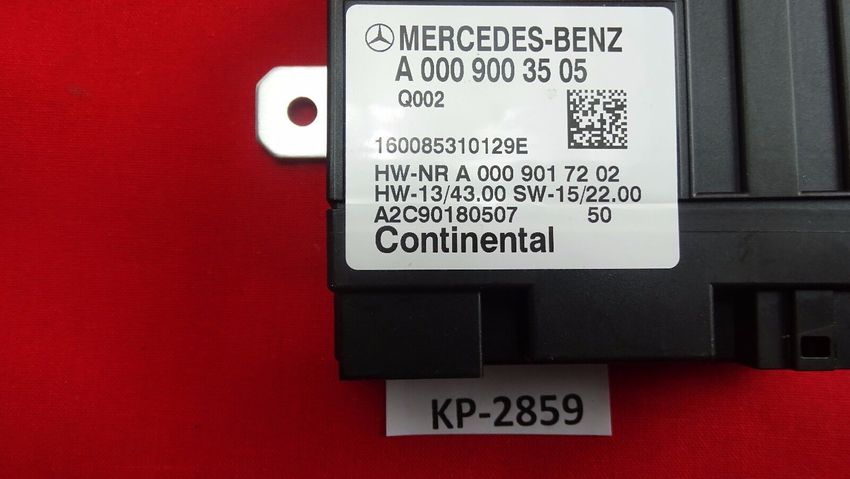 MERCEDES-BENZ
A 000 900 35 05
Q002
160085310129E
HW-NR A 000 901 72 02
HW-13/43.00 SW-15/22.00
A2C90180507 50
Continental
KP-2859